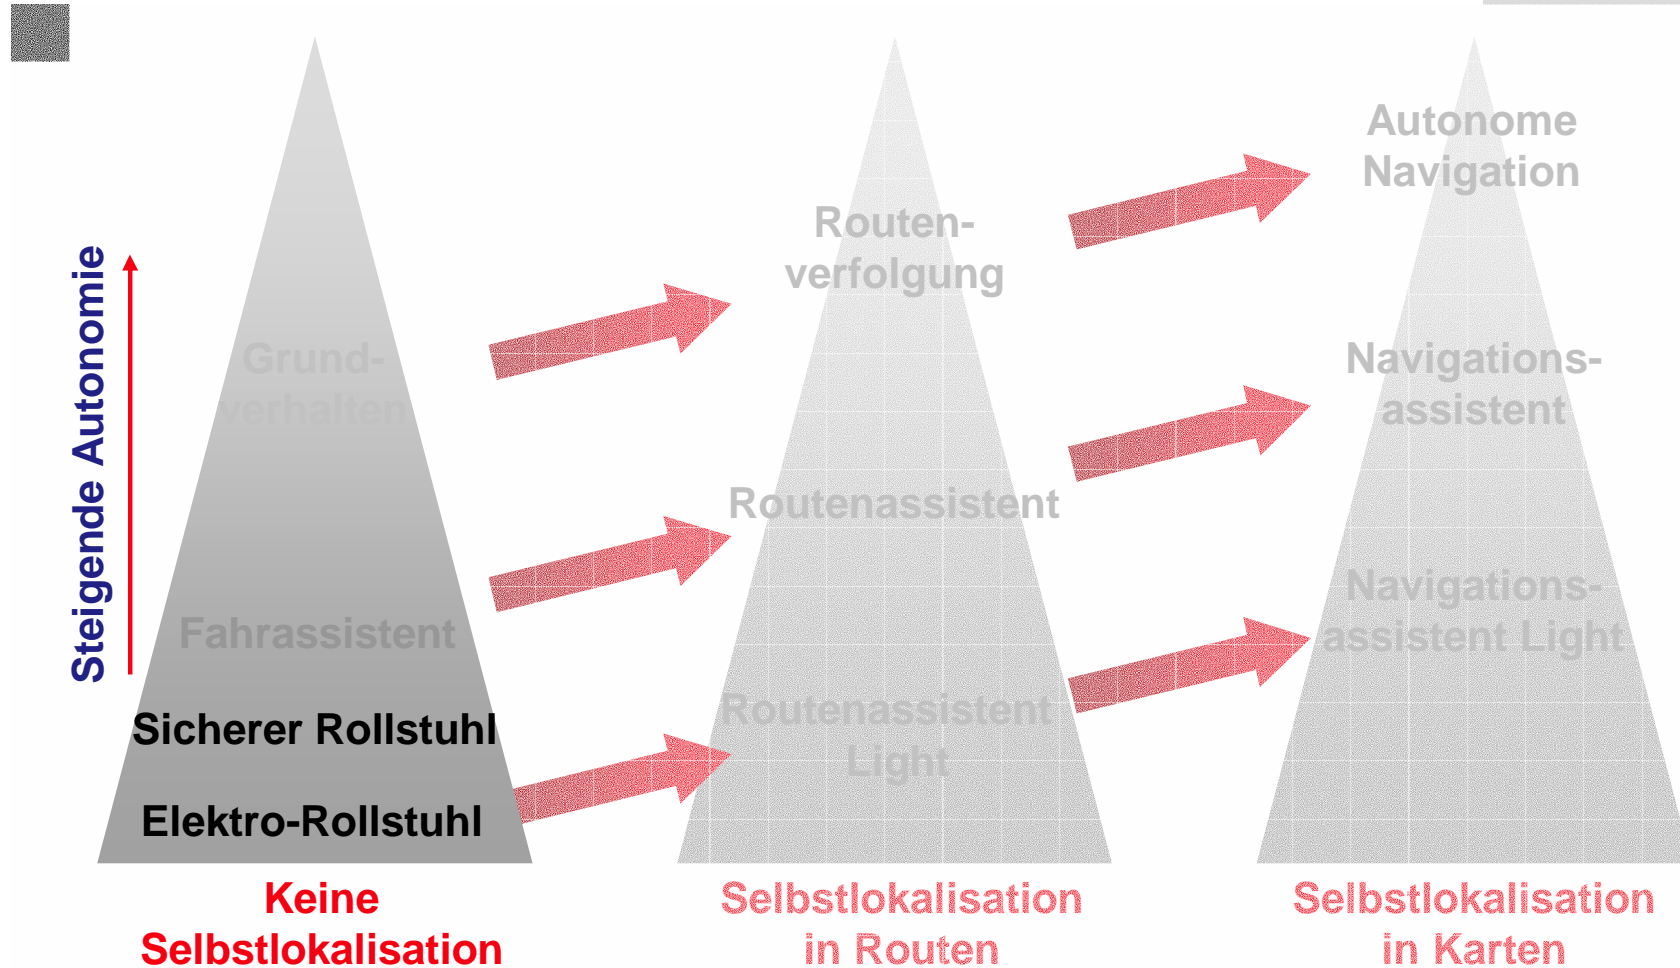 Steigende Autonomie
Grund-
verhalten
Fahrassistent
Sicherer Rollstuhl
Elektro-Rollstuhl
Keine
Selbstlokalisation
Routen-
verfolgung
Routenassistent
Routenassistent
Light
Selbstlokalisation
in Routen
Autonome
Navigation
Navigations-
assistent
Navigations-
assistent Light
Selbstlokalisation
in Karten